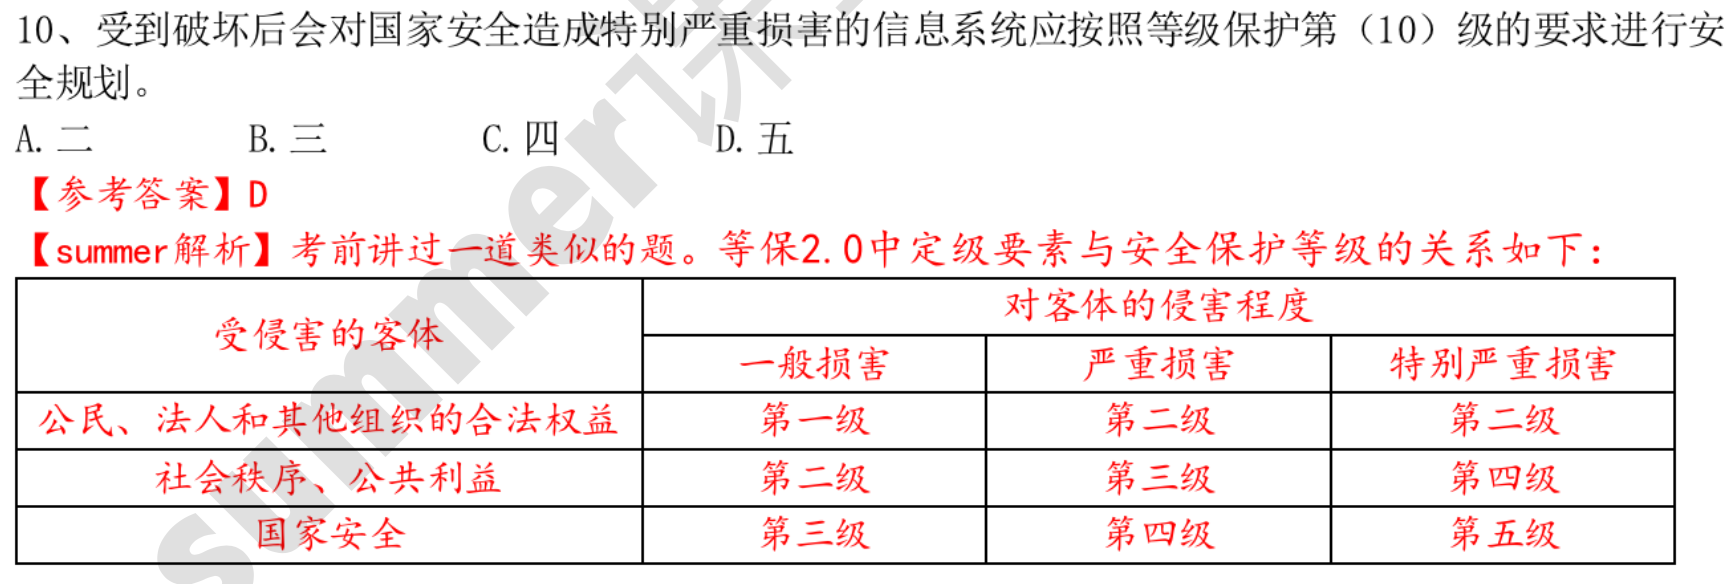 10、受到破坏后会对国家安全造成特别严重损害的信息系统应按照等级保护第（10）级的要求进行安
全规划。
A. 二 B. 三 C. 四 D. 五
【参考答案】D
【summer解析】考前讲过一道类似的题。等保2.0中定级要素与安全保护等级的关系如下：
受侵害的客体 对客体的侵害程度
一般损害 严重损害 特别严重损害
公民、法人和其他组织的合法权益 第一级 第二级 第二级
社会秩序、公共利益 第二级 第三级 第四级
国家安全 第三级 第四级 第五级
summer课